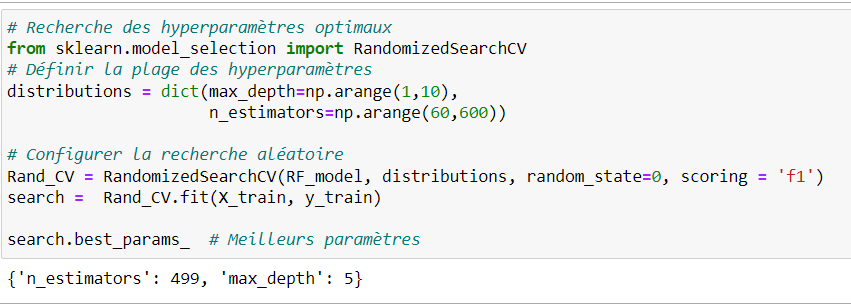 # Recherche des hyperparamètres optimaux
from sklearn.model_selection import RandomizedSearchCV
# Définir la plage des hyperparamètres
distributions = dict(max_depth=np.arange(1,10),
                     n_estimators=np.arange(60,600))

# Configurer la recherche aléatoire
Rand_CV = RandomizedSearchCV(RF_model, distributions, random_state=0, scoring = 'f1')
search =  Rand_CV.fit(X_train, y_train)

search.best_params_  # Meilleurs paramètres
{'n_estimators': 499, 'max_depth': 5}